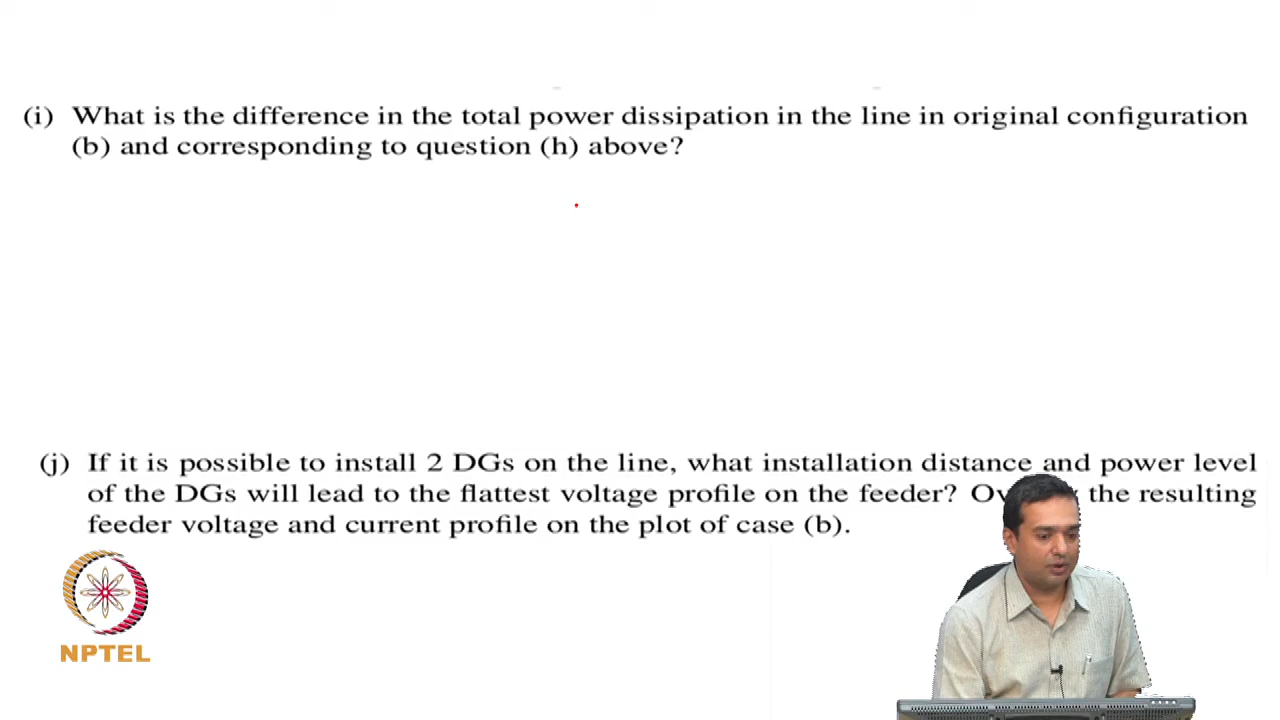 (i) What is the difference in the total power dissipation in the line in original configuration
(b) and corresponding to question (h) above?
(j) If it is possible to install 2 DGs on the line, what installation distance and power level
of the DGs will lead to the flattest voltage profile on the feeder? the resulting
feeder voltage and current profile on the plot of case (b).
NPTEL